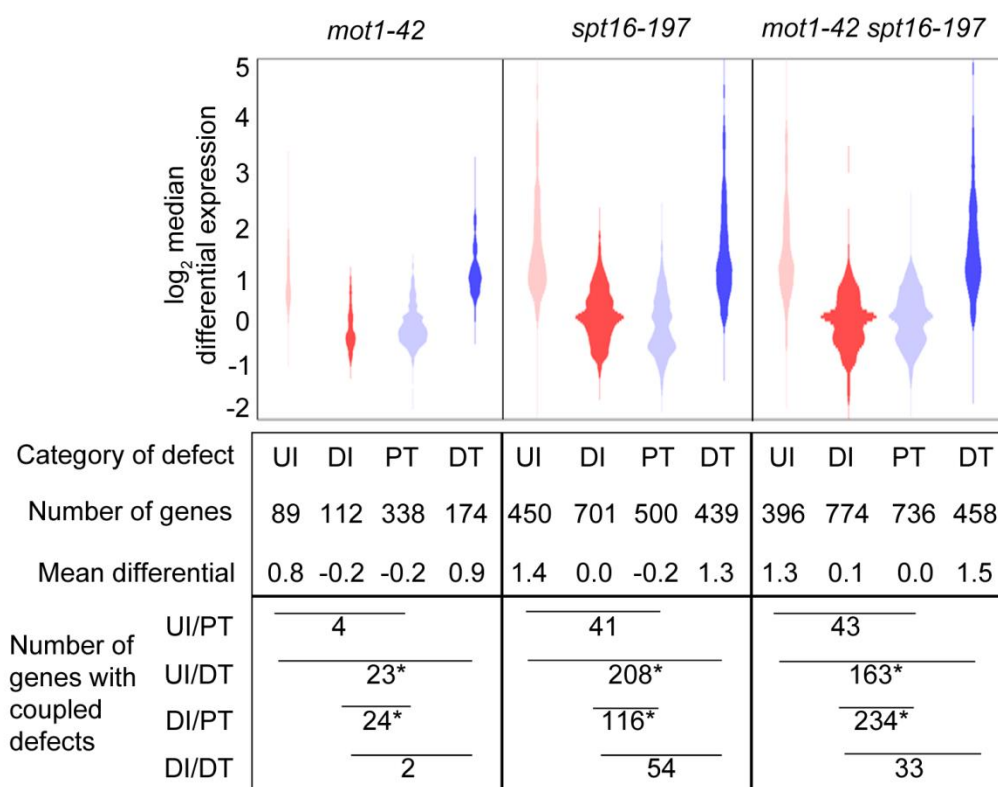 mot1-42 spt16-197 mot1-42 spt16-197
log2 median
differential expression
5
4
3
2
1
0
-1
-2
Category of defect UI DI PT DT UI DI PT DT UI DI PT DT
Number of genes 89 112 338 174 450 701 500 439 396 774 736 458
Mean differential 0.8 -0.2 -0.2 0.9 1.4 0.0 -0.2 1.3 1.3 0.1 0.0 1.5
Number of
genes with
coupled
defects
UI/PT 4 41 43
UI/DT 23* 208* 163*
DI/PT 24* 116* 234*
DI/DT 2 54 33